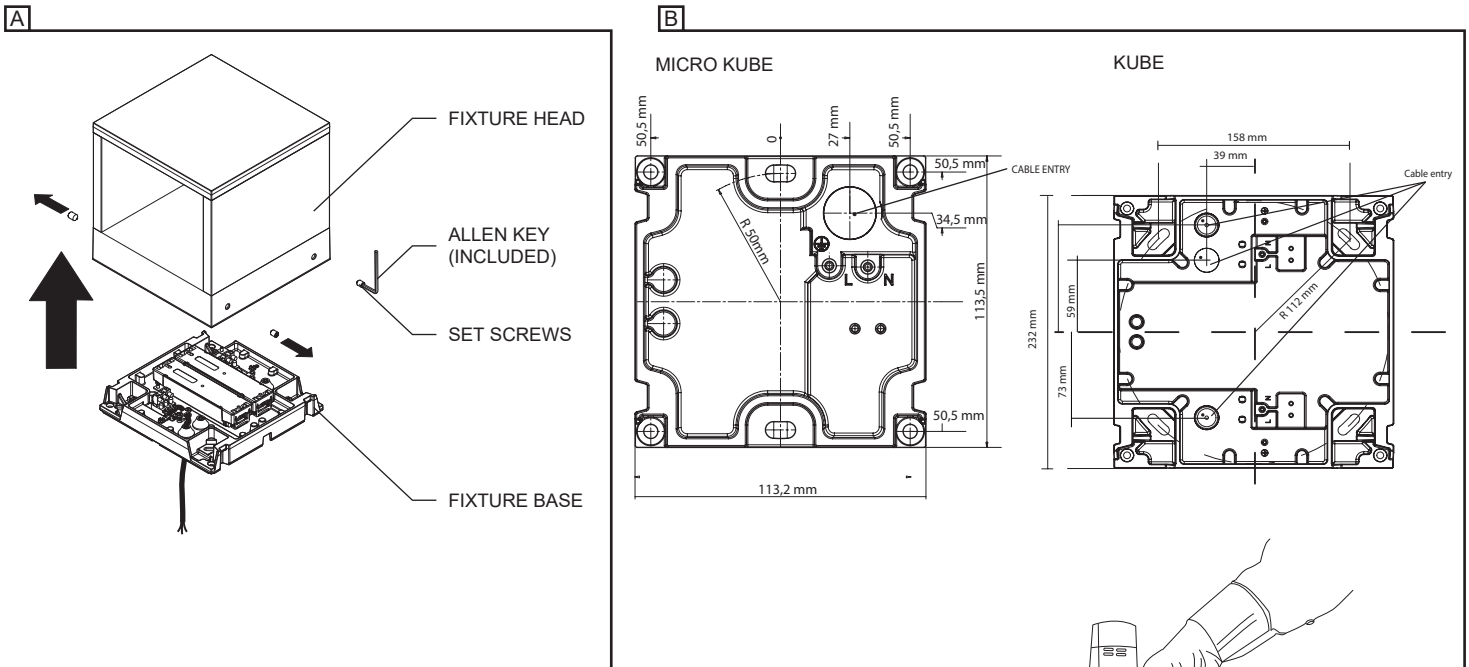 A
FIXTURE HEAD
ALLEN KEY
(INCLUDED)
SET SCREWS
FIXTURE BASE
B
MICRO KUBE
50,5 mm
0
27 mm
50,5 mm
50,5 mm
CABLE ENTRY
34,5 mm
R 50mm
L
N
113,5 mm
50,5 mm
113,2 mm
KUBE
158 mm
39 mm
Cable entry
N
L
59 mm
232 mm
R 112 mm
73 mm
N
L